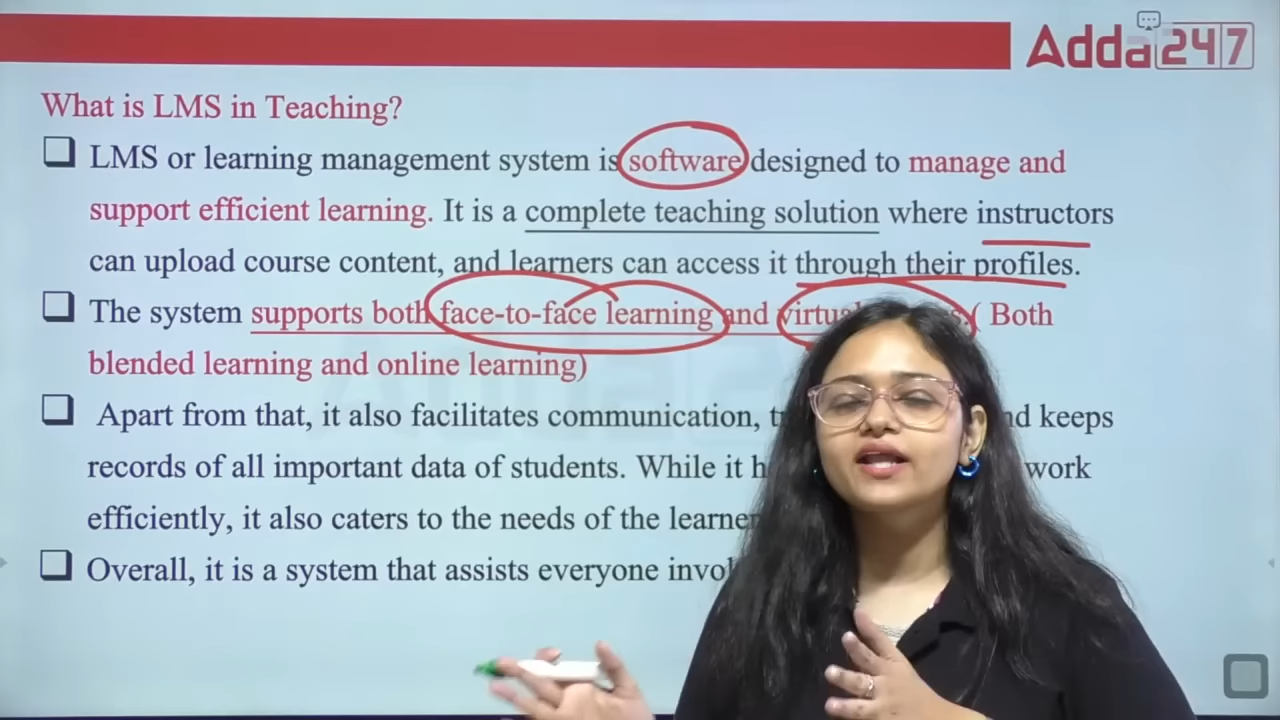 Adda247
What is LMS in Teaching?
LMS or learning management system is software designed to manage and
support efficient learning. It is a complete teaching solution where instructors
can upload course content, and learners can access it through their profiles.
The system supports both face-to-face learning and ( Both
blended learning and online learning)
Apart from that, it also facilitates communication, and keeps
records of all important data of students. While it work
efficiently, it also caters to the needs of the
Overall, it is a system that assists everyone